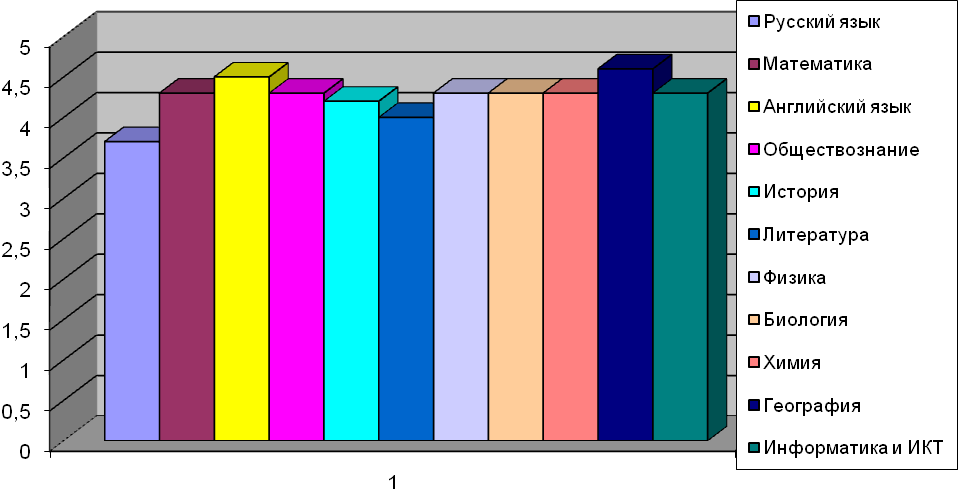 5
4,5
4
3,5
3
2,5
2
1,5
1
0,5
0
1
Русский язык
Математика
Английский язык
Обществознание
История
Литература
Физика
Биология
Химия
География
Информатика и ИКТ